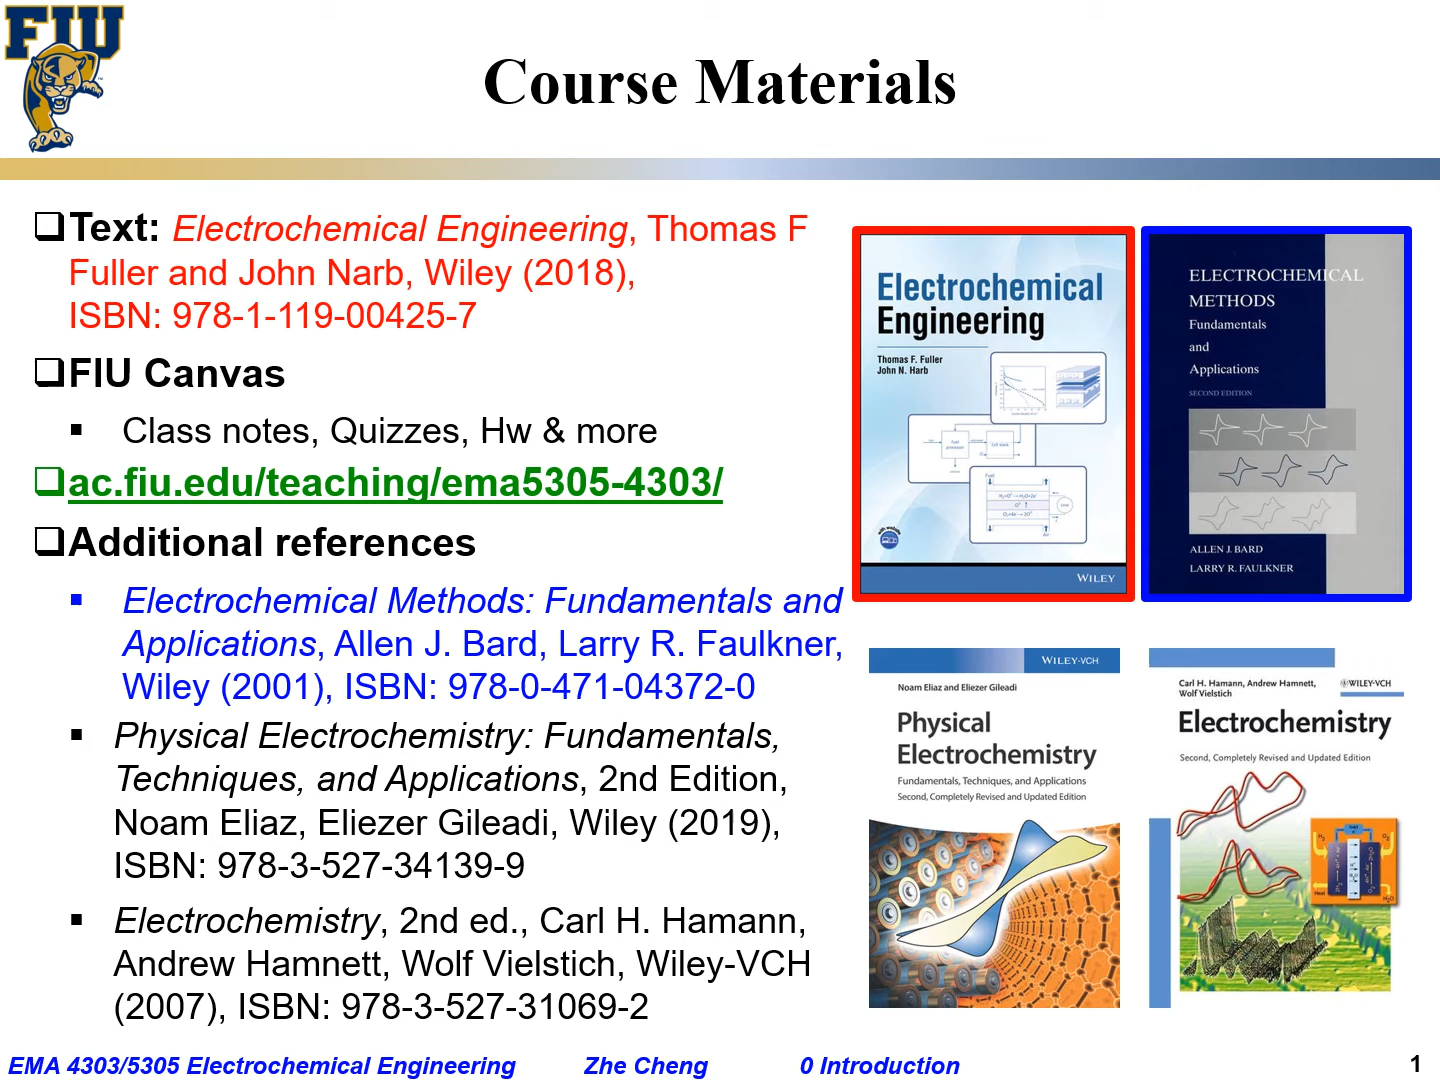 FIU
Course Materials
Text: Electrochemical Engineering, Thomas F
Fuller and John Narb, Wiley (2018),
ISBN: 978-1-119-00425-7
FIU Canvas
Class notes, Quizzes, Hw & more
ac.fiu.edu/teaching/ema5305-4303/
Additional references
Electrochemical Methods: Fundamentals and
Applications, Allen J. Bard, Larry R. Faulkner,
Wiley (2001), ISBN: 978-0-471-04372-0
Physical Electrochemistry: Fundamentals,
Techniques, and Applications, 2nd Edition,
Noam Eliaz, Eliezer Gileadi, Wiley (2019),
ISBN: 978-3-527-34139-9
Electrochemistry, 2nd ed., Carl H. Hamann,
Andrew Hamnett, Wolf Vielstich, Wiley-VCH
(2007), ISBN: 978-3-527-31069-2
Electrochemical
Engineering
Thomas F. Fuller
John N. Harb
Fuel
Air
WILEY
ELECTROCHEMICAL
METHODS
Fundamentals
and
Applications
SECOND EDITION
ALLEN J. BARD
LARRY R. FAULKNER
WILEY-VCH
Noam Eliaz and Eliezer Gileadi
Physical
Electrochemistry
Fundamentals, Techniques, and Applications
Second, Completely Revised and Updated Edition
Carl H. Hamann, Andrew Hamnett,
Wolf Vielstich
WILEY-VCH
Electrochemistry
Second, Completely Revised and Updated Edition
H2
O2
Heat
H2O
EMA 4303/5305 Electrochemical Engineering
Zhe Cheng
0 Introduction
1